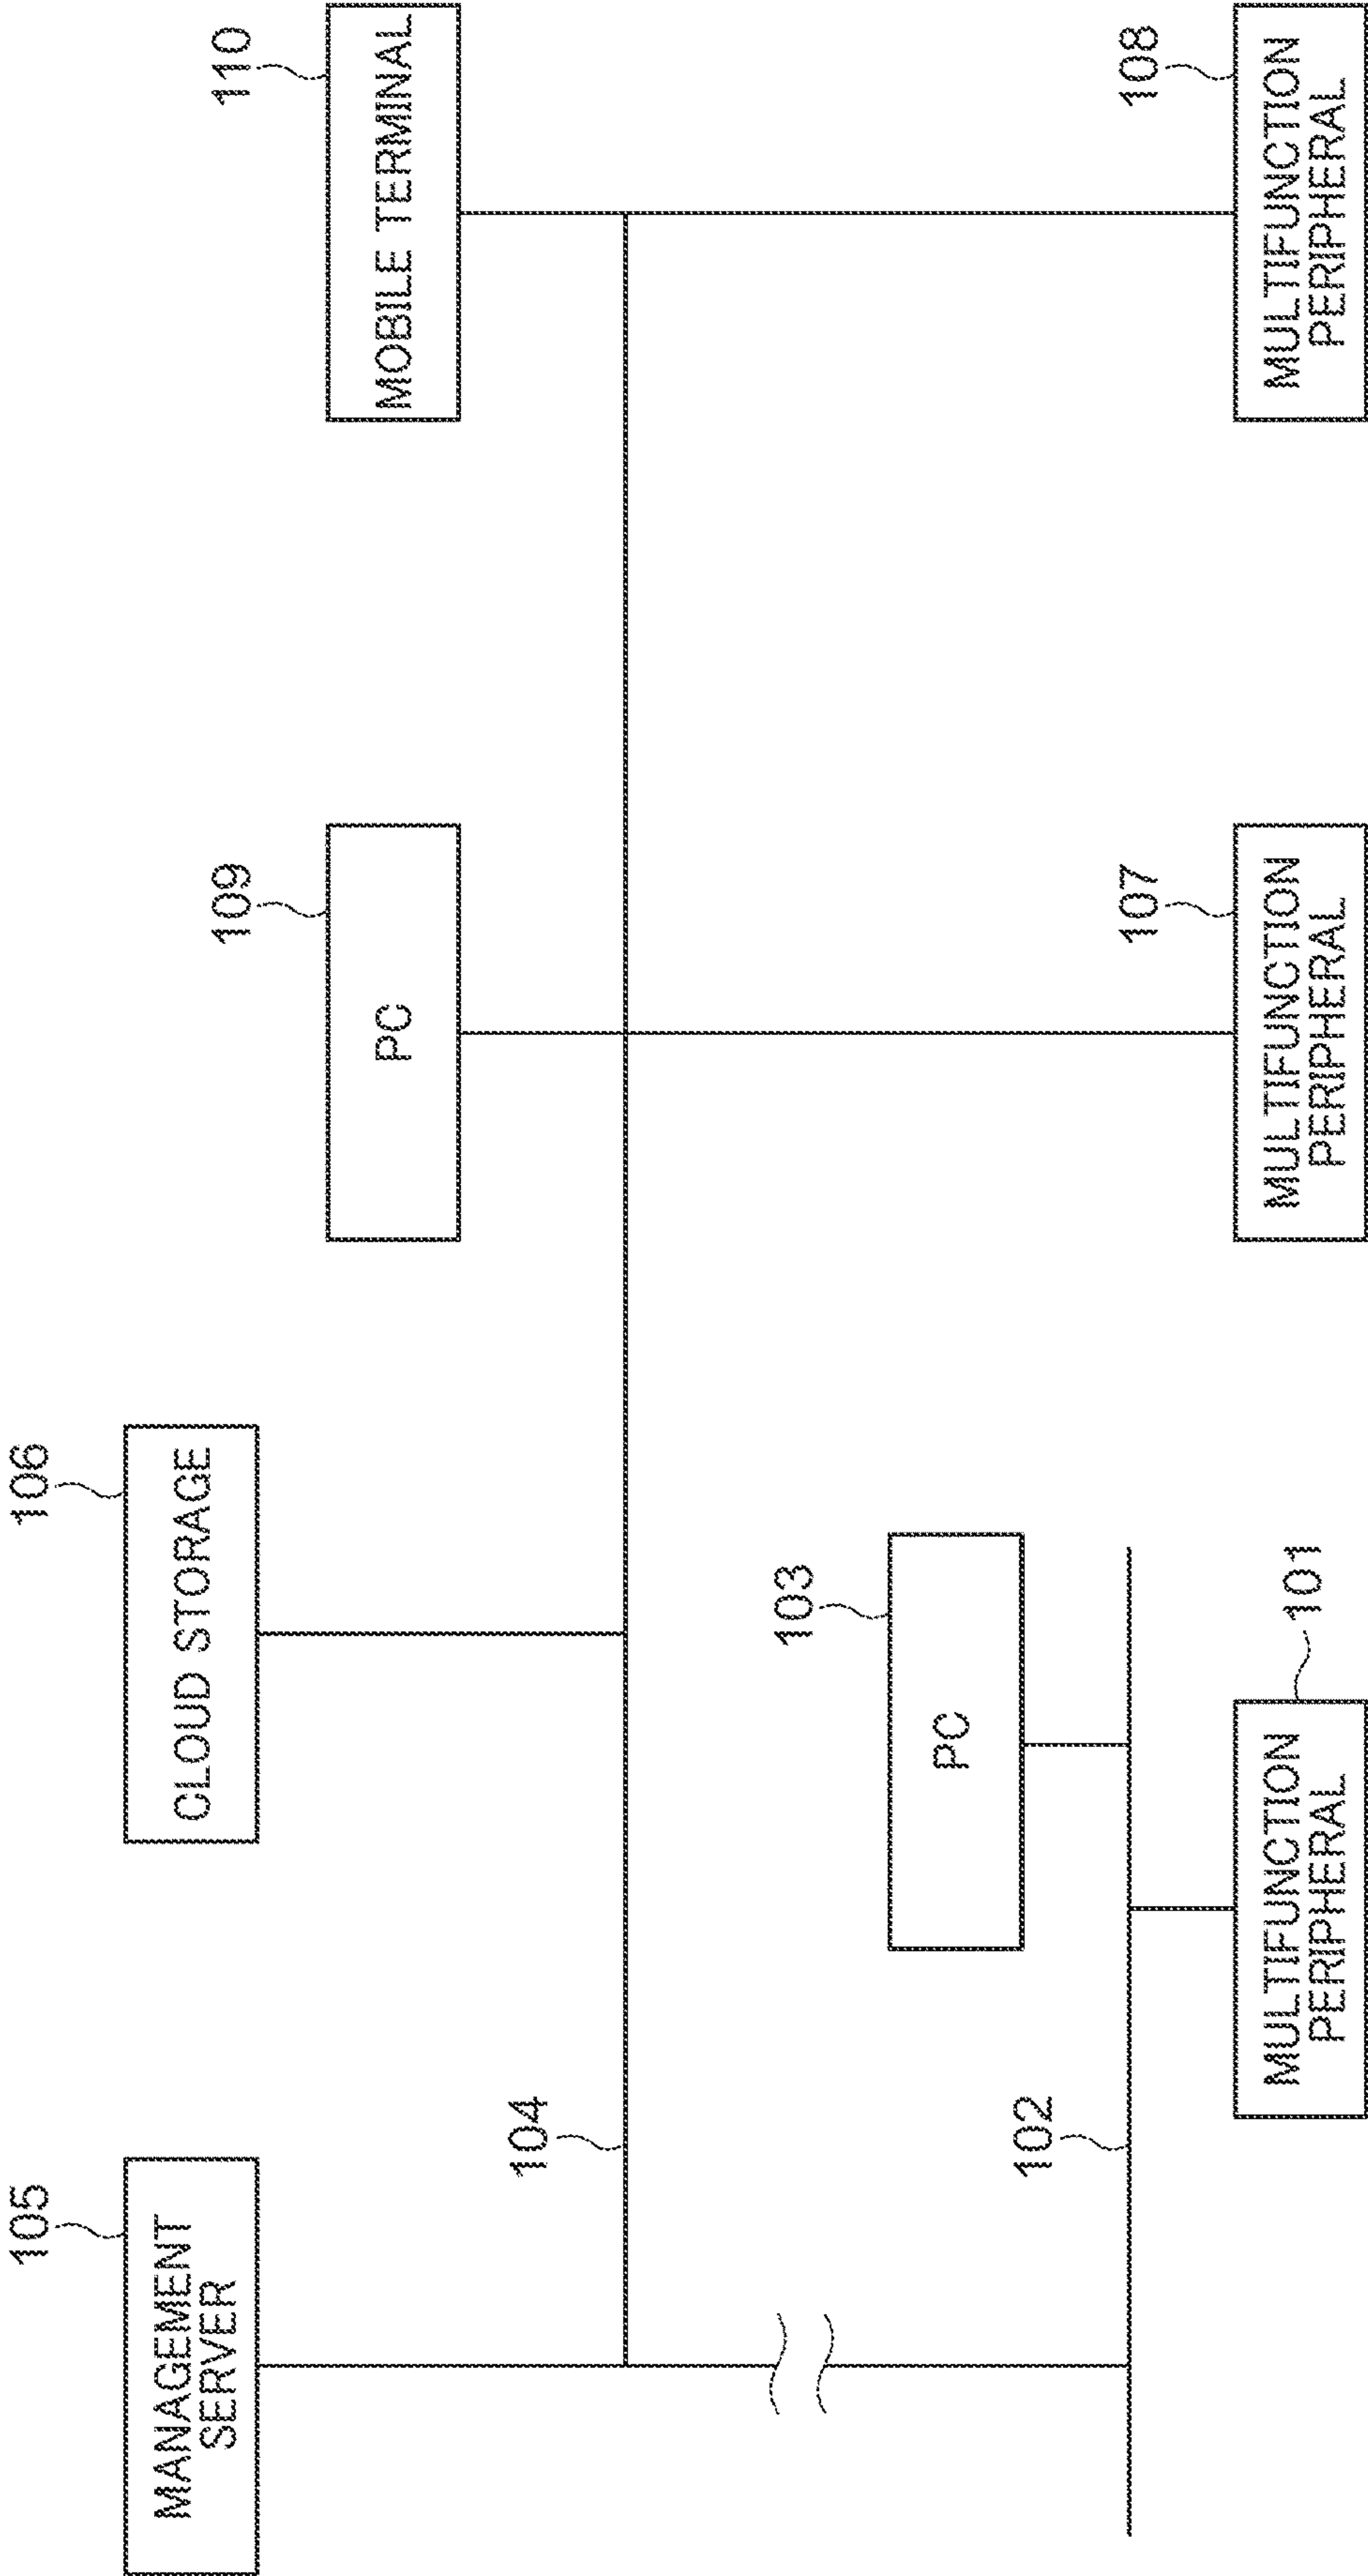 105
MANAGEMENT
SERVER
106
CLOUD STORAGE
109
PC
110
MOBILE TERMINAL
104
103
PC
102
101
MULTIFUNCTION
PERIPHERAL
107
MULTIFUNCTION
PERIPHERAL
108
MULTIFUNCTION
PERIPHERAL